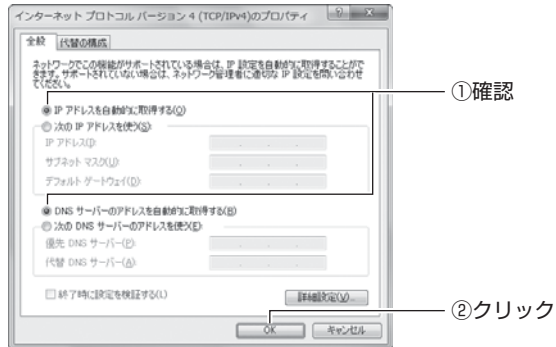 インターネット プロトコル バージョン 4 (TCP/IPv4)のプロパティ
全般
代替の構成
ネットワークでこの機能がサポートされている場合は、IP 設定を自動的に取得することがで
きます。サポートされていない場合は、ネットワーク管理者に適切な IP 設定を問い合わせ
てください。
IP アドレスを自動的に取得する(O)
次の IP アドレスを使う(S):
IP アドレス(I):
サブネット マスク(U):
デフォルト ゲートウェイ(D):
DNS サーバーのアドレスを自動的に取得する(B)
次の DNS サーバーのアドレスを使う(E):
優先 DNS サーバー(P):
代替 DNS サーバー(A):
終了時に設定を検証する(L)
詳細設定(V)...
OK
キャンセル
①確認
②クリック